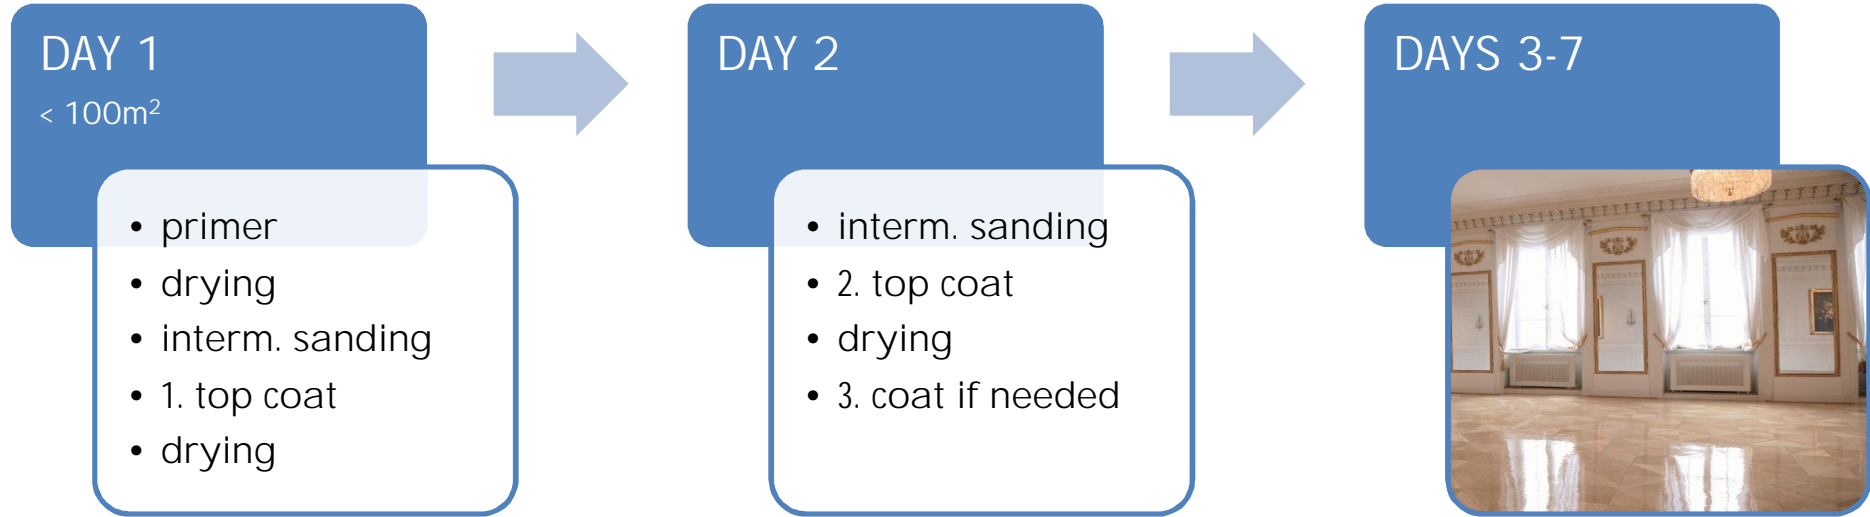 DAY 1
< 100m²
• primer
• drying
• interm. sanding
• 1. top coat
• drying
DAY 2
• interm. sanding
• 2. top coat
• drying
• 3. coat if needed
DAYS 3-7